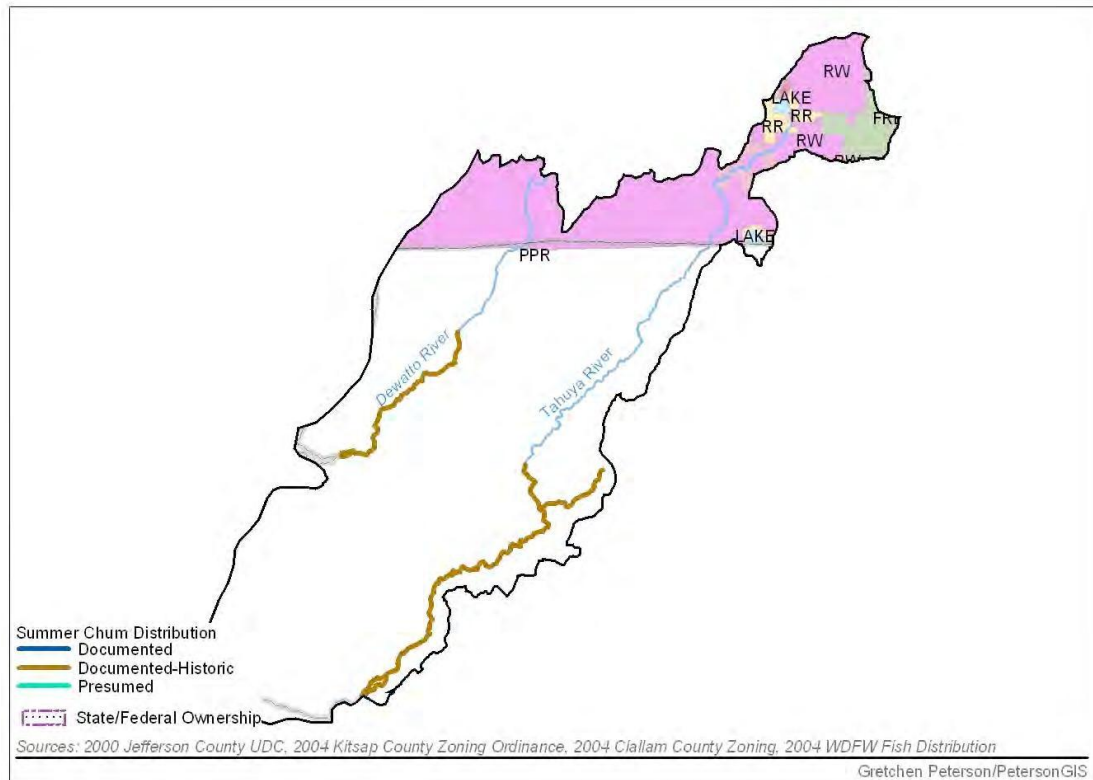 RW
LAKE
RR
FRL
RR
RW
RW
LAKE
PPR
Dewatto River
Tahuya River
Summer Chum Distribution
Documented
Documented-Historic
Presumed
State/Federal Ownership
Sources: 2000 Jefferson County UDC, 2004 Kitsap County Zoning Ordinance, 2004 Clallam County Zoning, 2004 WDFW Fish Distribution
Gretchen Peterson/PetersonGIS